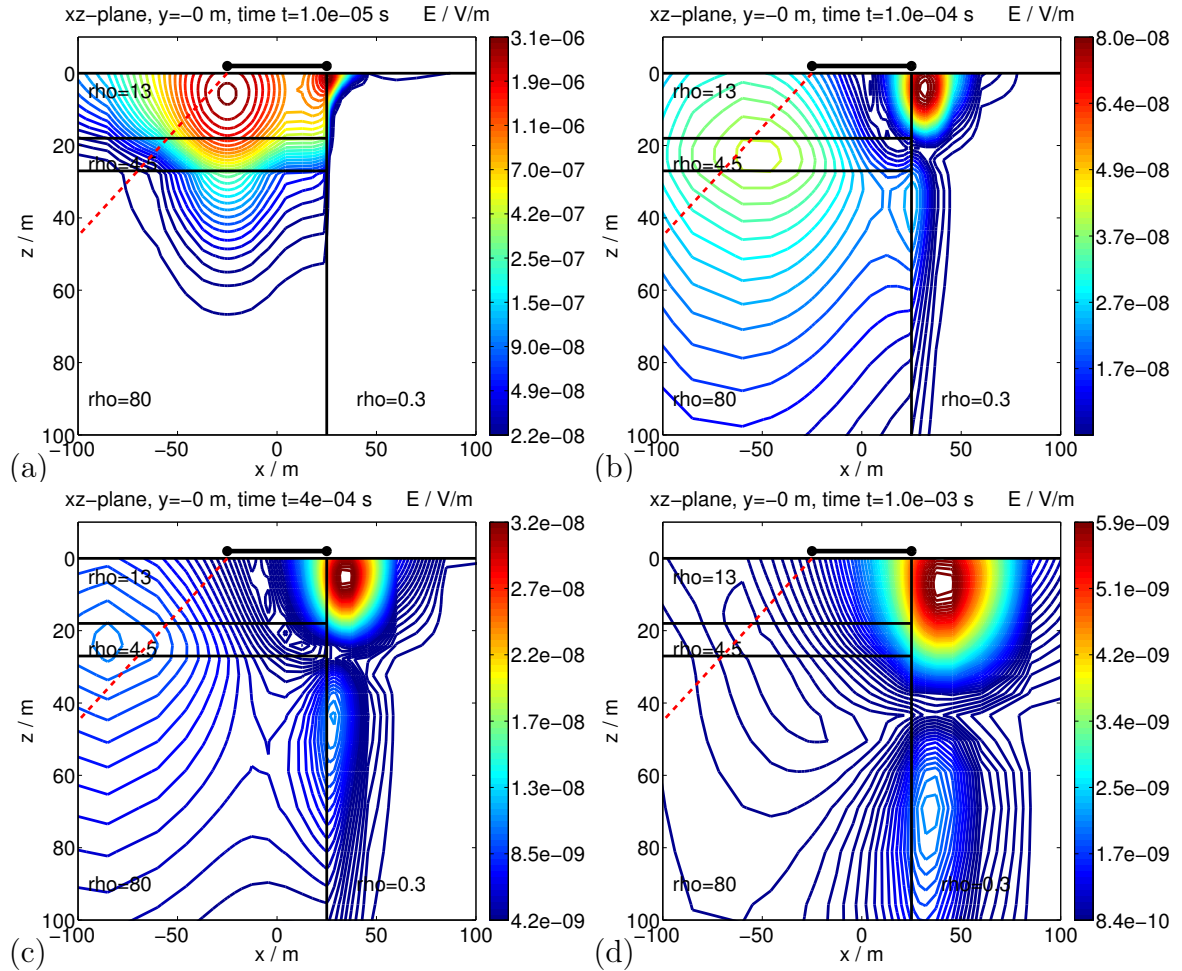 xz−plane, y=−0 m, time t=1.0e−05 s E / V/m
3.1e−06
1.9e−06
1.1e−06
7.0e−07
4.2e−07
2.5e−07
1.5e−07
9.0e−08
4.9e−08
2.2e−08
0
20
40
60
80
100
z / m
rho=13
rho=4.5
rho=80
rho=0.3
−100 −50 0 50 100
x / m
(a)
xz−plane, y=−0 m, time t=1.0e−04 s E / V/m
8.0e−08
6.4e−08
4.9e−08
3.7e−08
2.7e−08
1.7e−08
0
20
40
60
80
100
z / m
rho=13
rho=4.5
rho=80
rho=0.3
−100 −50 0 50 100
x / m
(b)
xz−plane, y=−0 m, time t=4e−04 s E / V/m
3.2e−08
2.7e−08
2.2e−08
1.7e−08
1.3e−08
8.5e−09
4.2e−09
0
20
40
60
80
100
z / m
rho=13
rho=4.5
rho=80
rho=0.3
−100 −50 0 50 100
x / m
(c)
xz−plane, y=−0 m, time t=1.0e−03 s E / V/m
5.9e−09
5.1e−09
4.2e−09
3.4e−09
2.5e−09
1.7e−09
8.4e−10
0
20
40
60
80
100
z / m
rho=13
rho=4.5
rho=80
rho=0.3
−100 −50 0 50 100
x / m
(d)